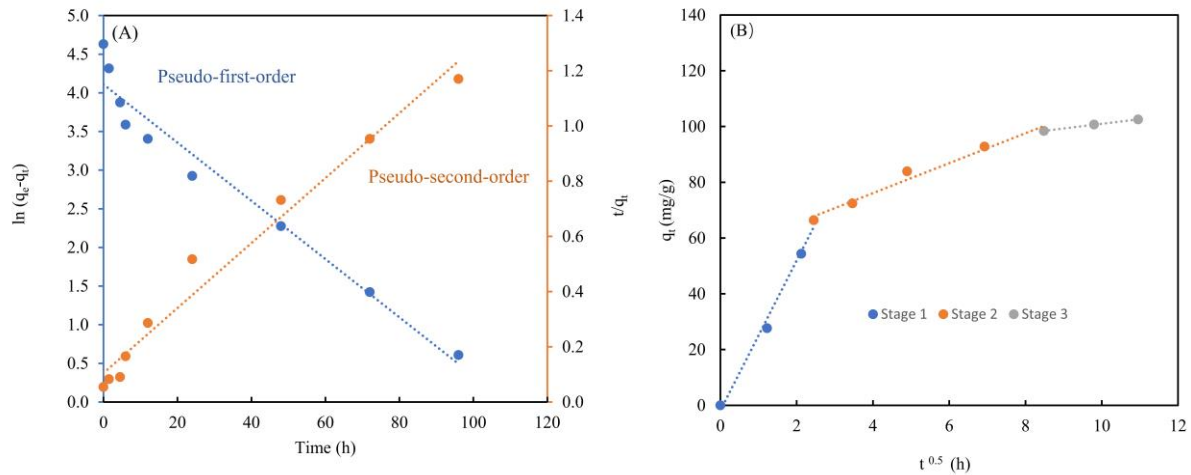 (A)
Pseudo-first-order
Pseudo-second-order
5.0
4.5
4.0
3.5
3.0
2.5
2.0
1.5
1.0
0.5
0.0
ln (qe-qt)
1.4
1.2
1.0
0.8
0.6
0.4
0.2
0.0
t/qt
0 20 40 60 80 100 120
Time (h)
(B)
140
120
100
80
60
40
20
0
qt (mg/g)
Stage 1 Stage 2 Stage 3
0 2 4 6 8 10 12
t 0.5 (h)